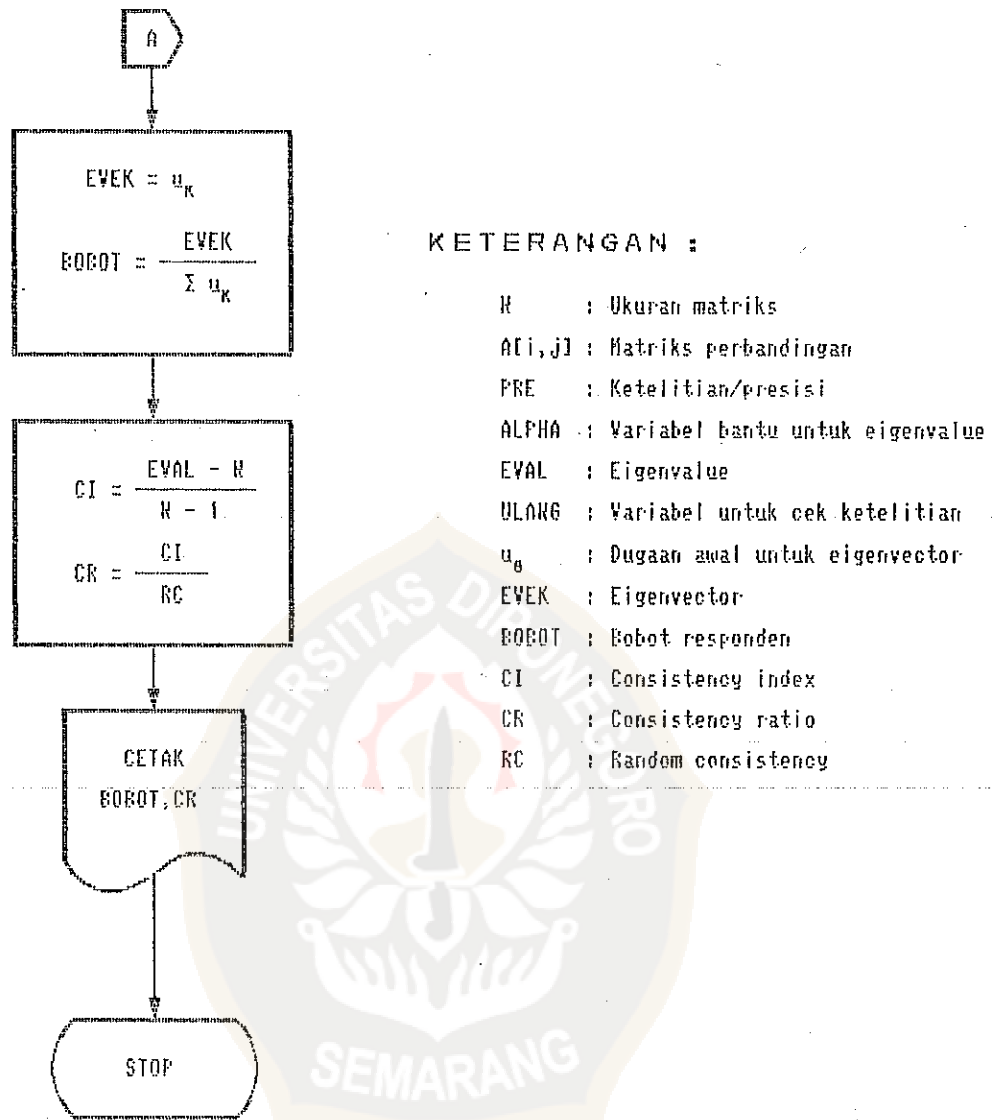 A
EVEK = u_K
BOBOT = EVEK / Σ u_K
CI = EVAL - N / N - 1
CR = CI / RC
CETAK
BOBOT,CR
STOP
KETERANGAN :
N : Ukuran matriks
A[i,j] : Matriks perbandingan
PRE : Ketelitian/presisi
ALPHA : Variabel bantu untuk eigenvalue
EVAL : Eigenvalue
ULANG : Variabel untuk cek ketelitian
u_0 : Dugaan awal untuk eigenvector
EVEK : Eigenvector
BOBOT : Bobot responden
CI : Consistency index
CR : Consistency ratio
RC : Random consistency
UNIVERSITAS DIPONEGORO
SEMARANG